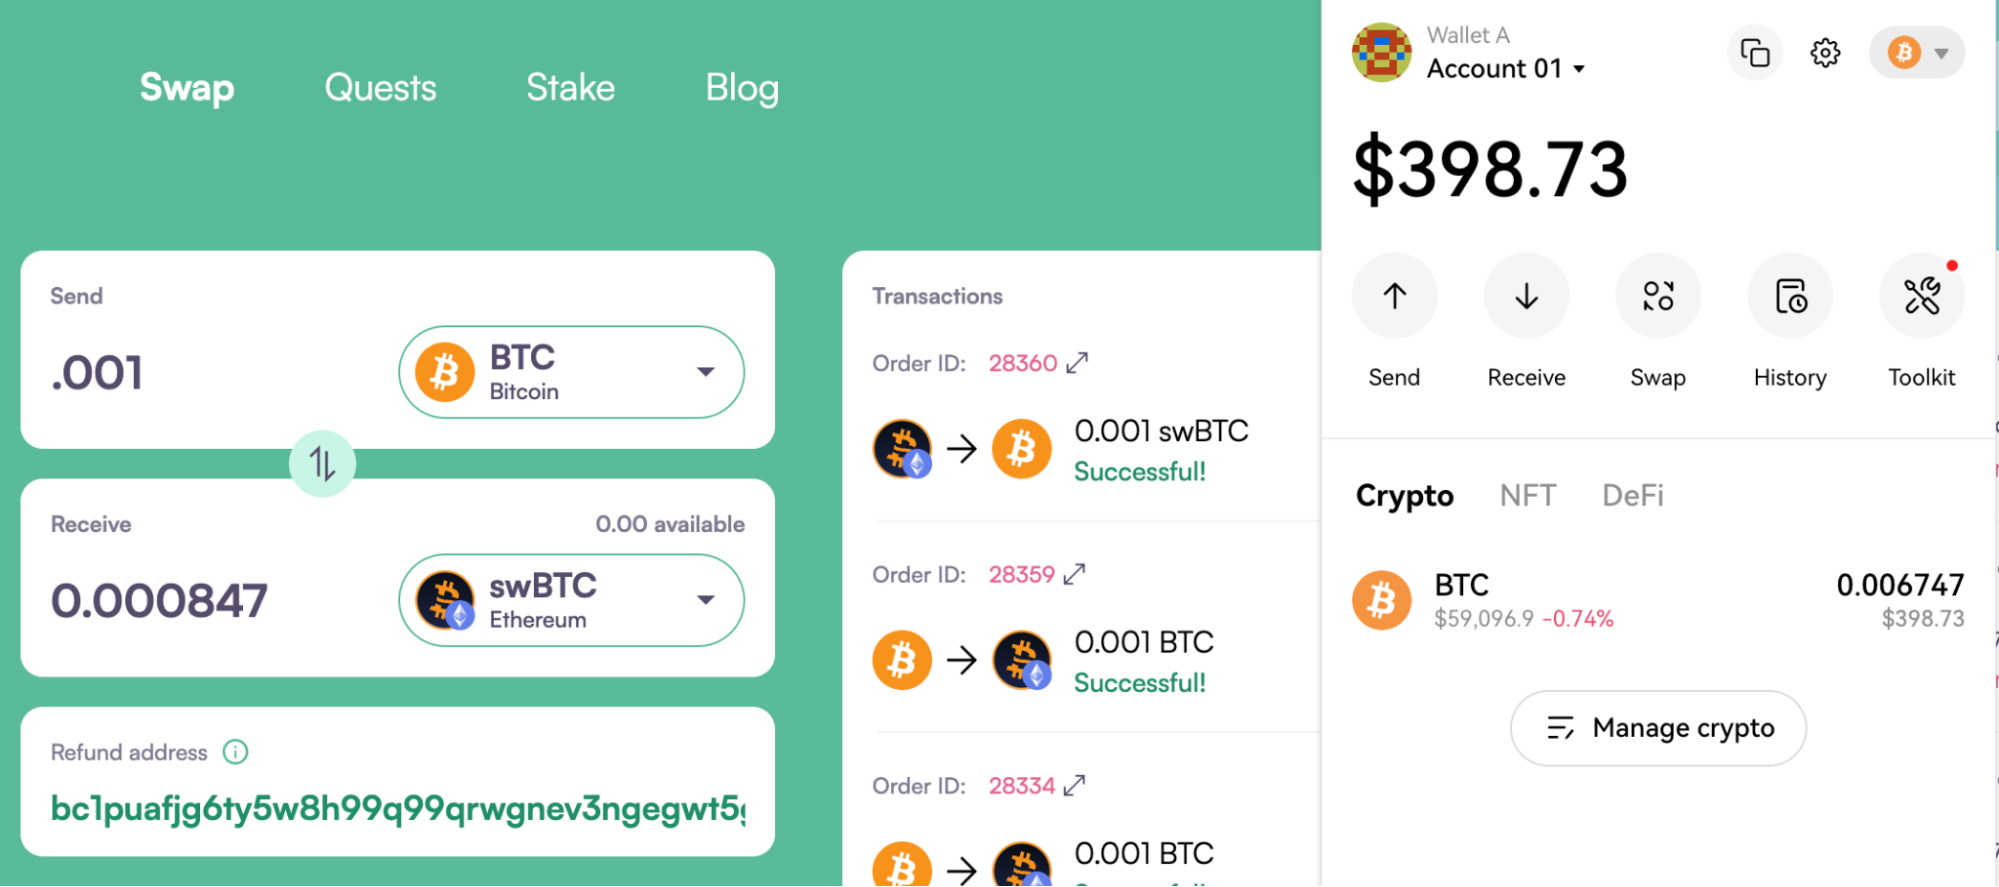 Swap Quests Stake Blog
Send
.001
BTC
Bitcoin
Receive 0.00 available
0.000847
swBTC
Ethereum
Refund address
bc1puafjg6ty5w8h99q99qrwgnev3ngegwt5
Transactions
Order ID: 28360
0.001 swBTC
Successful!
Order ID: 28359
0.001 BTC
Successful!
Order ID: 28334
0.001 BTC
Wallet A
Account 01
$398.73
Send Receive Swap History Toolkit
Crypto NFT DeFi
BTC 0.006747
$59,096.9 -0.74% $398.73
Manage crypto